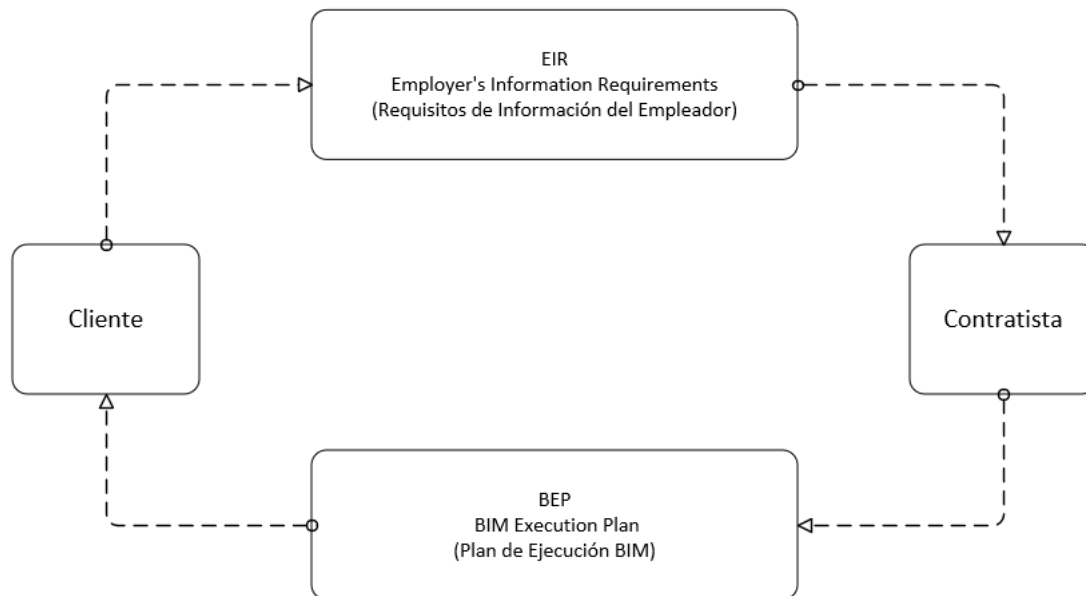 EIR
Employer's Information Requirements
(Requisitos de Información del Empleador)
Cliente
Contratista
BEP
BIM Execution Plan
(Plan de Ejecución BIM)